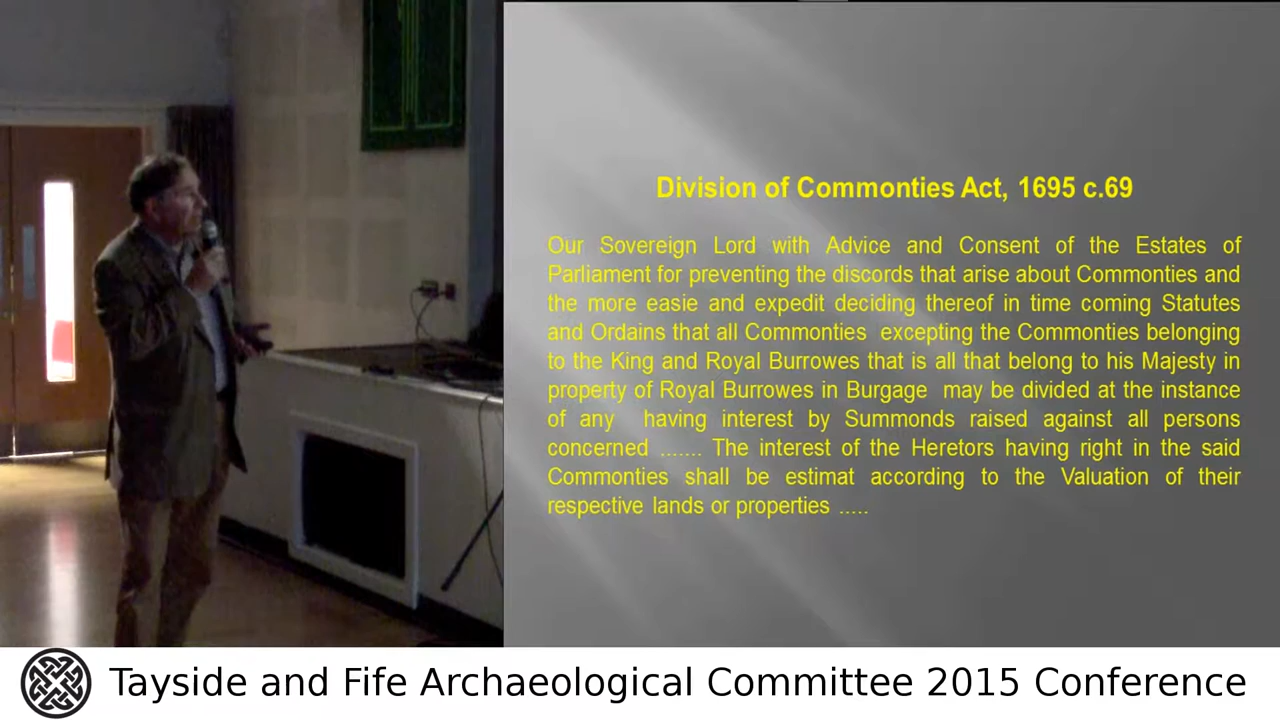 Division of Commonties Act, 1695 c.69
Our Sovereign Lord with Advice and Consent of the Estates of
Parliament for preventing the discords that arise about Commonties and
the more easie and expedit deciding thereof in time coming Statutes
and Ordains that all Commonties excepting the Commonties belonging
to the King and Royal Burrowes that is all that belong to his Majesty in
property of Royal Burrowes in Burgage may be divided at the instance
of any having interest by Summonds raised against all persons
concerned ....... The interest of the Heretors having right in the said
Commonties shall be estimat according to the Valuation of their
respective lands or properties .....
Tayside and Fife Archaeological Committee 2015 Conference